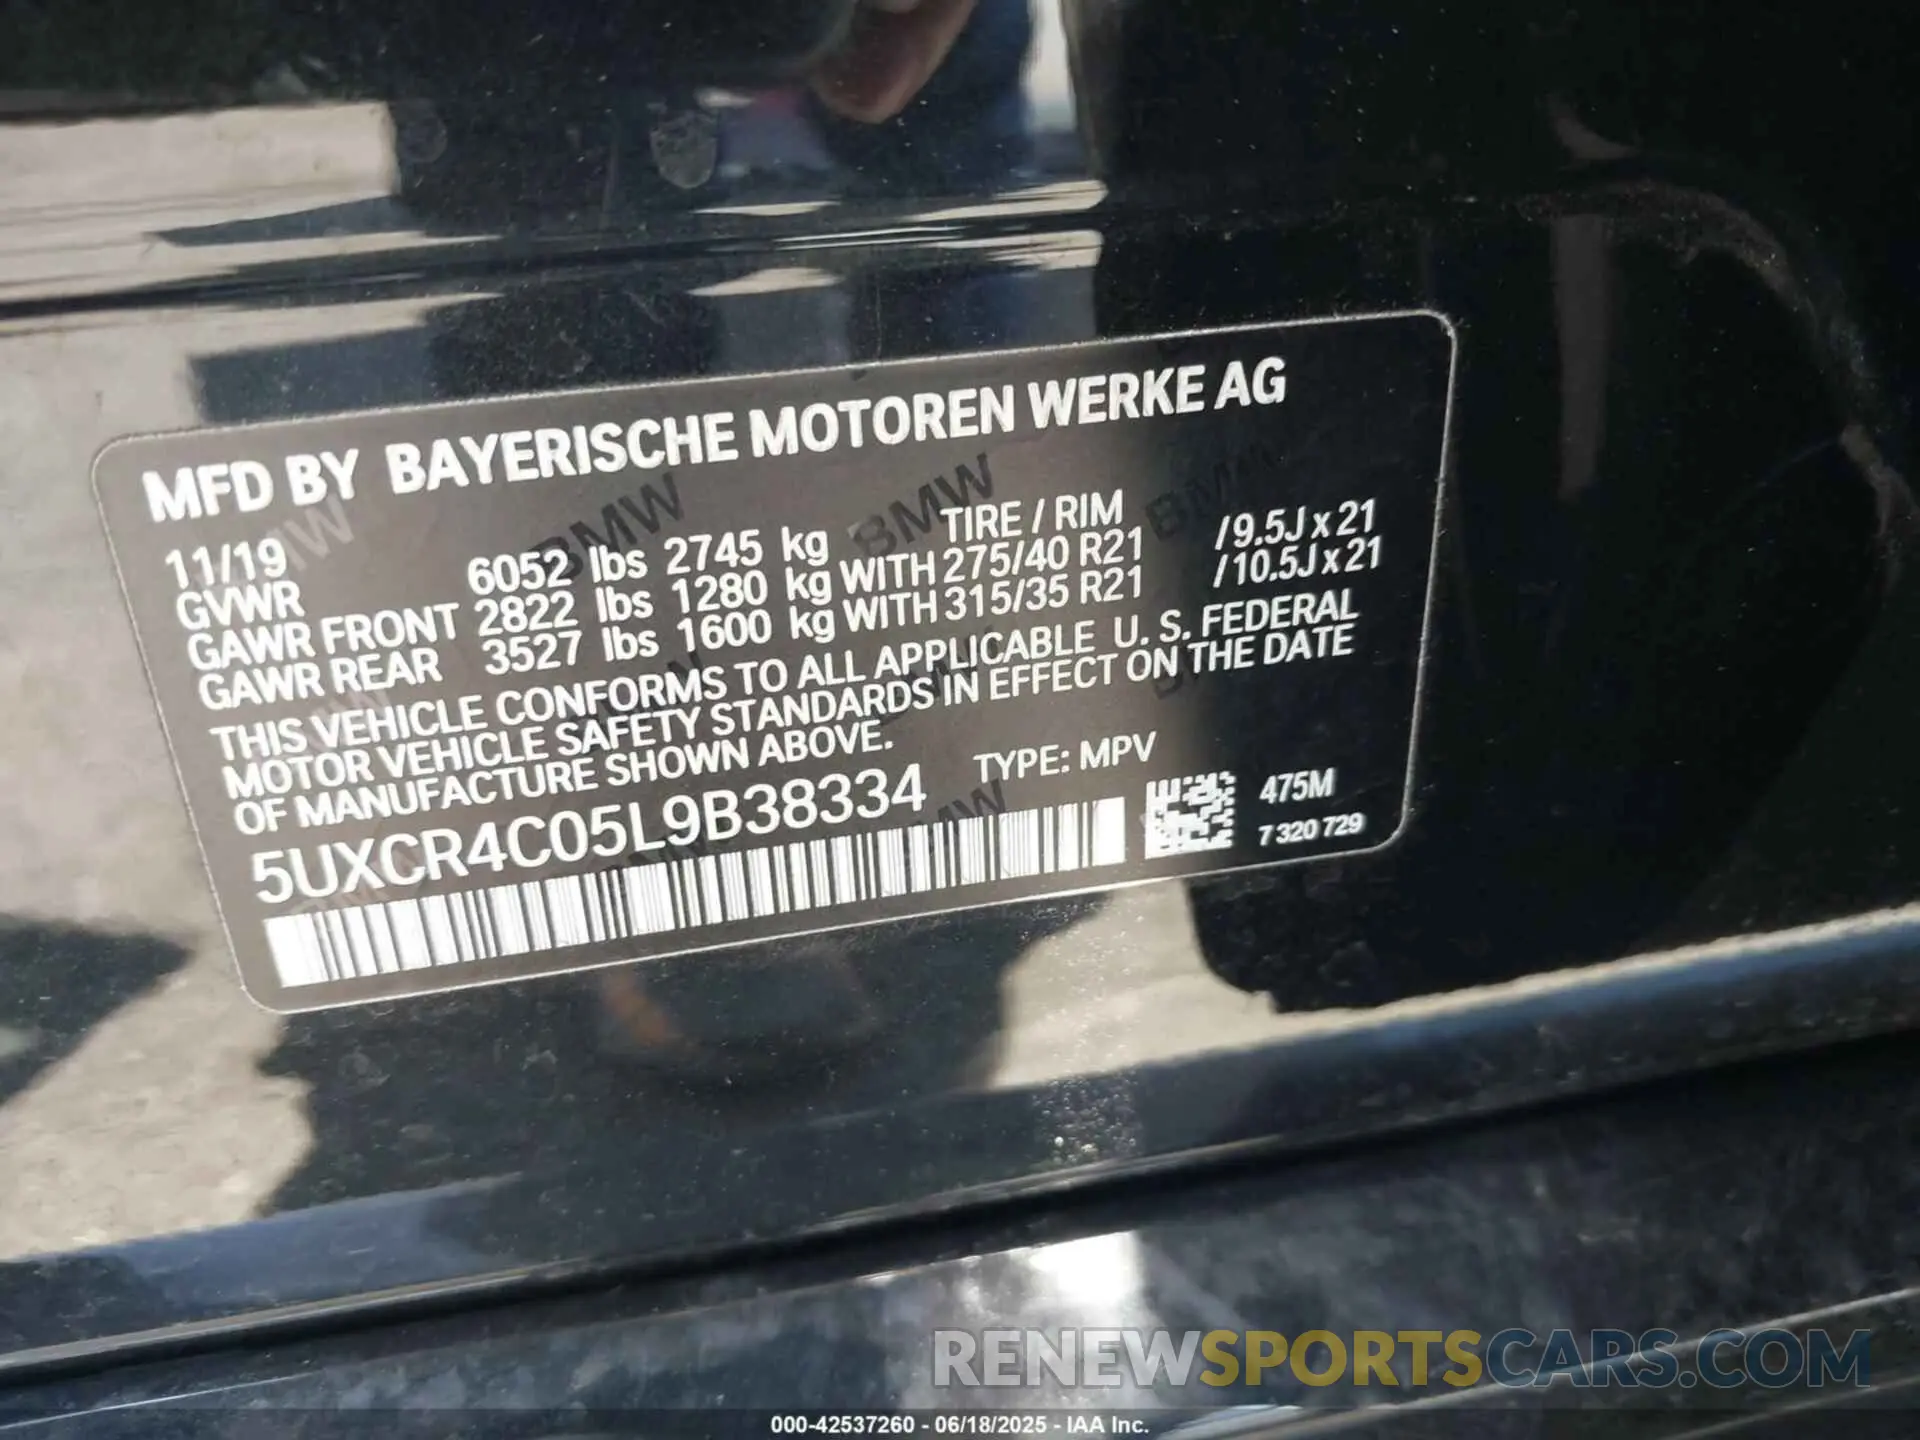 MFD BY BAYERISCHE MOTOREN WERKE AG
11/19 TIRE / RIM
GVWR 6052 lbs 2745 kg
GAWR FRONT 2822 lbs 1280 kg WITH 275/40 R21 /9.5J x 21
GAWR REAR 3527 lbs 1600 kg WITH 315/35 R21 /10.5J x 21
THIS VEHICLE CONFORMS TO ALL APPLICABLE U. S. FEDERAL
MOTOR VEHICLE SAFETY STANDARDS IN EFFECT ON THE DATE
OF MANUFACTURE SHOWN ABOVE.
5UXCR4C05L9B38334 TYPE: MPV
475M
7 320 729
RENEWSPORTSCARS.COM
000-42537260 - 06/18/2025 - IAA Inc.